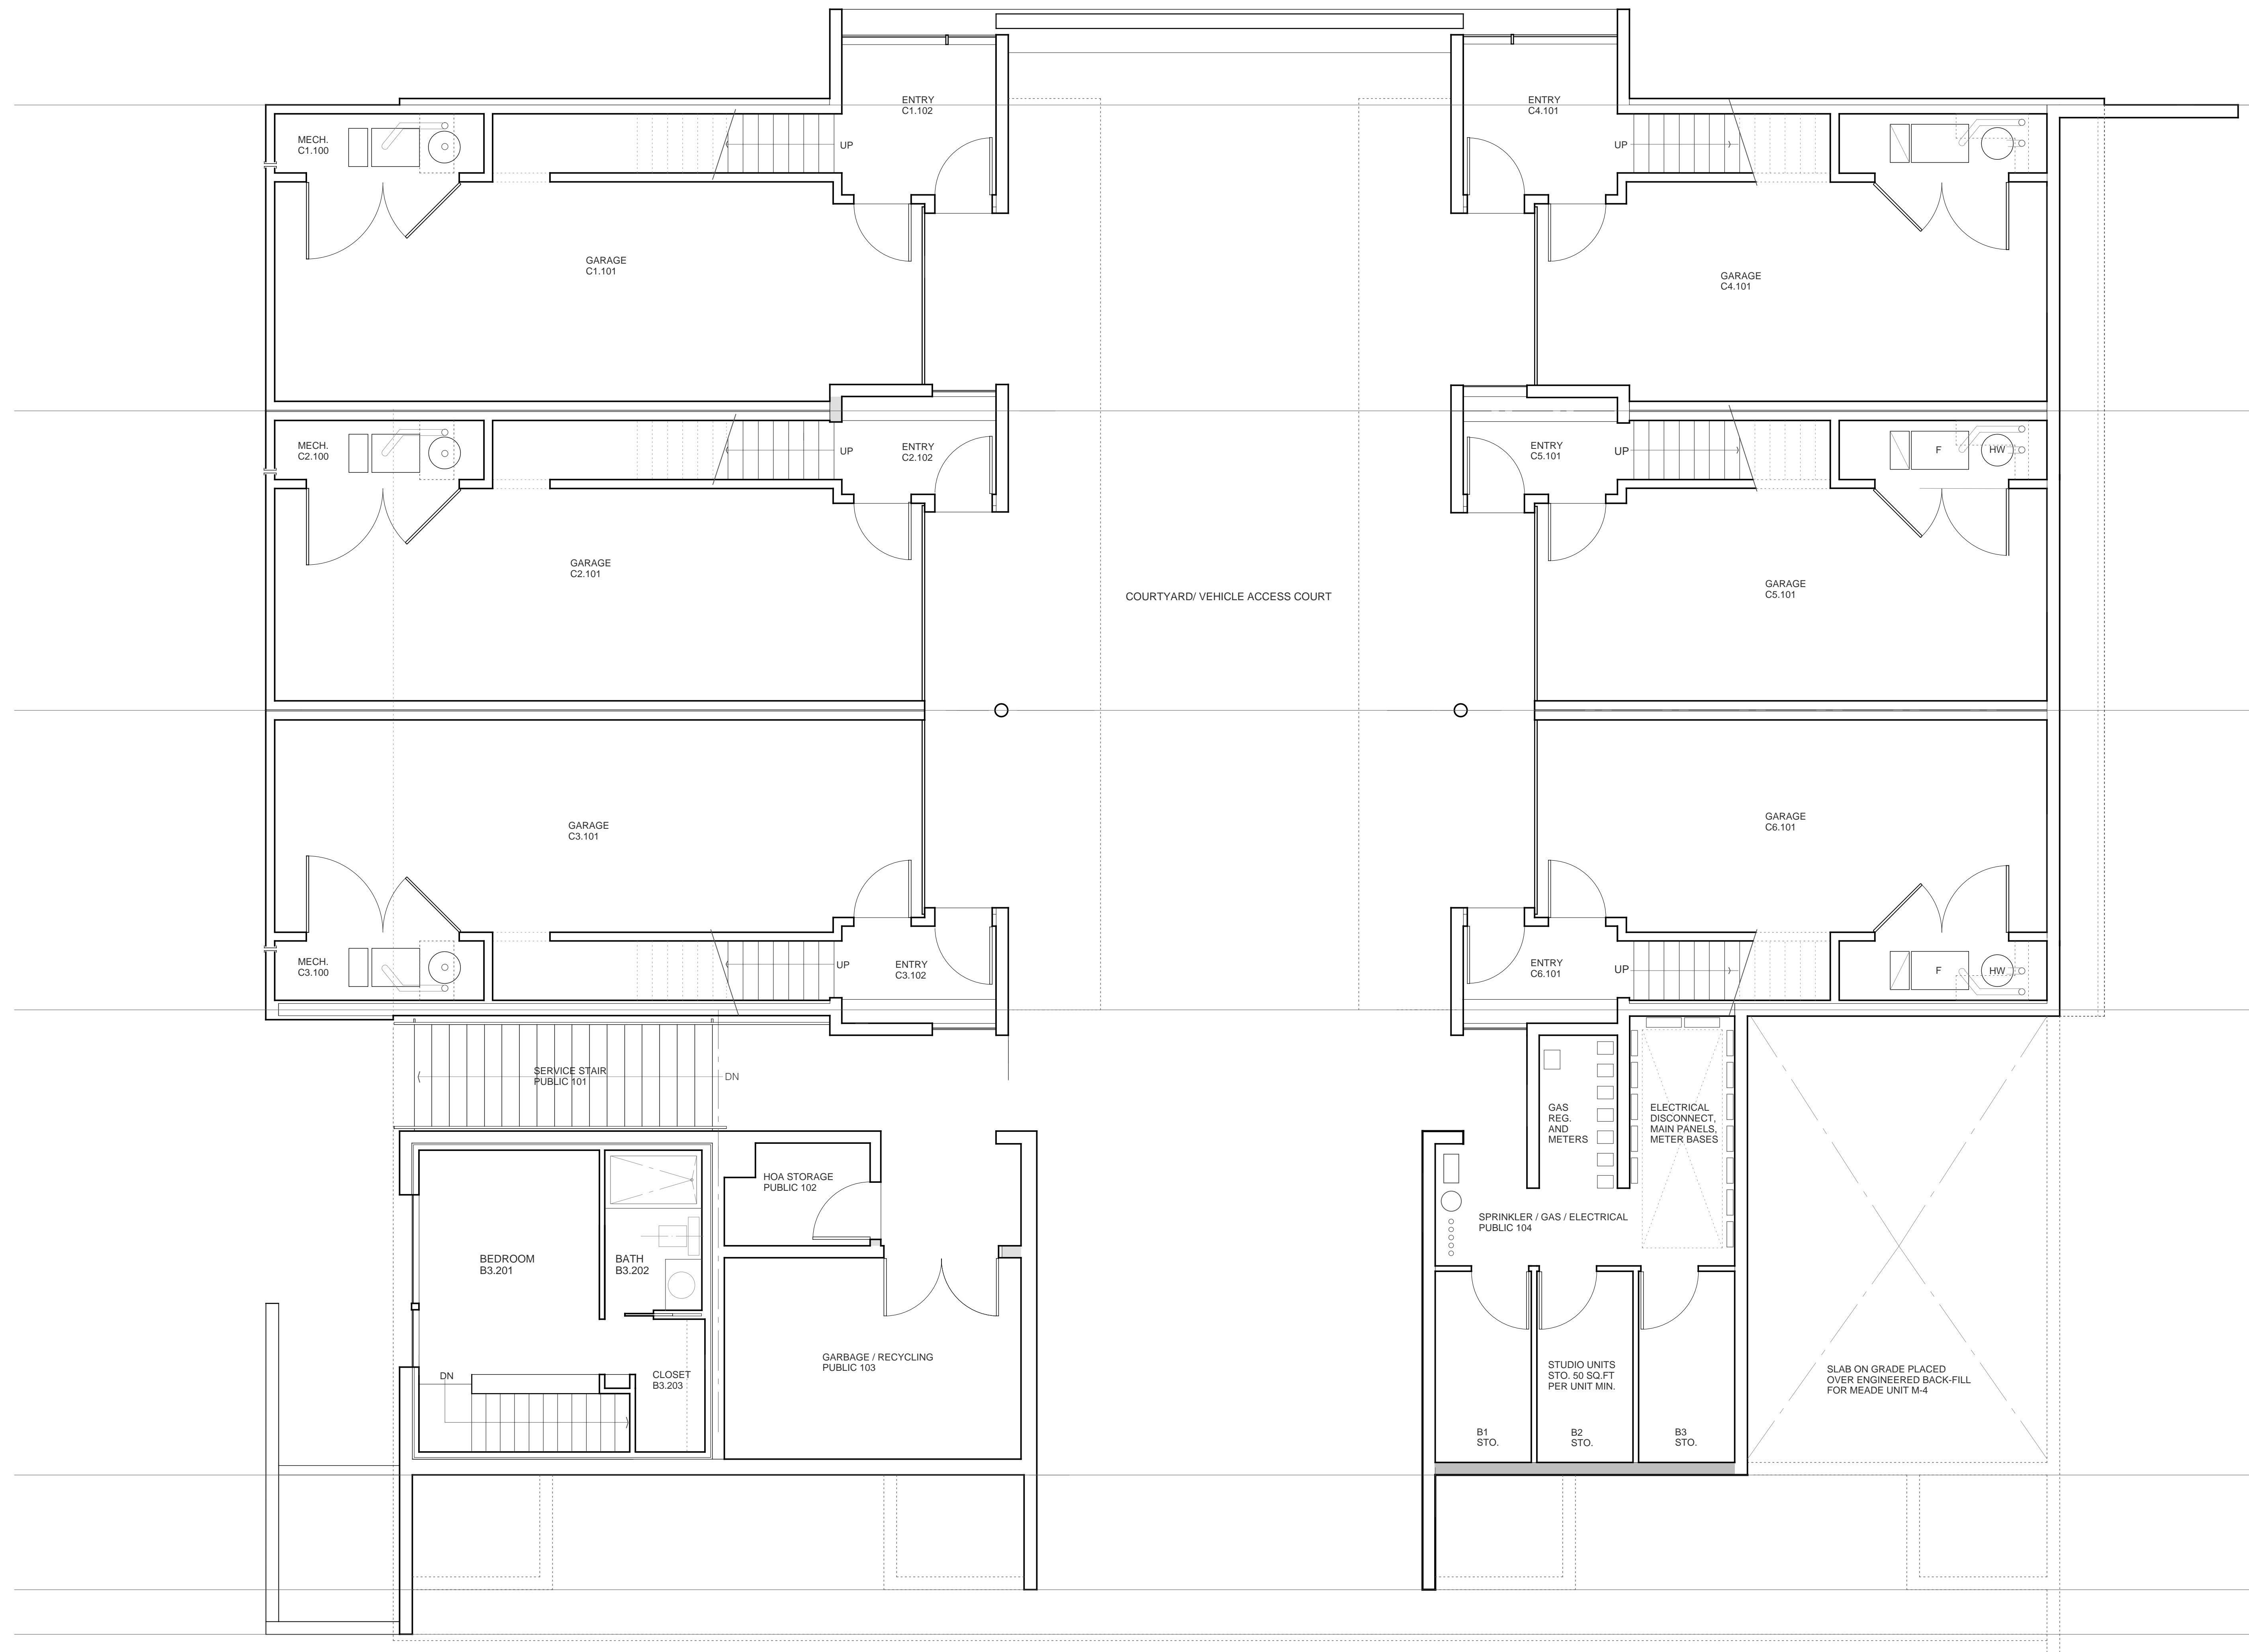 ENTRY
C1.102
ENTRY
C4.101
MECH.
C1.100
UP
UP
GARAGE
C1.101
GARAGE
C4.101
MECH.
C2.100
UP
ENTRY
C2.102
ENTRY
C5.101
UP
F
HW
GARAGE
C2.101
GARAGE
C5.101
COURTYARD/ VEHICLE ACCESS COURT
GARAGE
C3.101
GARAGE
C6.101
MECH.
C3.100
UP
ENTRY
C3.102
ENTRY
C6.101
UP
F
HW
SERVICE STAIR
PUBLIC 101
DN
GAS
REG.
AND
METERS
ELECTRICAL
DISCONNECT,
MAIN PANELS,
METER BASES
HOA STORAGE
PUBLIC 102
SPRINKLER / GAS / ELECTRICAL
PUBLIC 104
BEDROOM
B3.201
BATH
B3.202
GARBAGE / RECYCLING
PUBLIC 103
DN
CLOSET
B3.203
STUDIO UNITS
STO. 50 SQ.FT
PER UNIT MIN.
SLAB ON GRADE PLACED
OVER ENGINEERED BACK-FILL
FOR MEADE UNIT M-4
B1
STO.
B2
STO.
B3
STO.